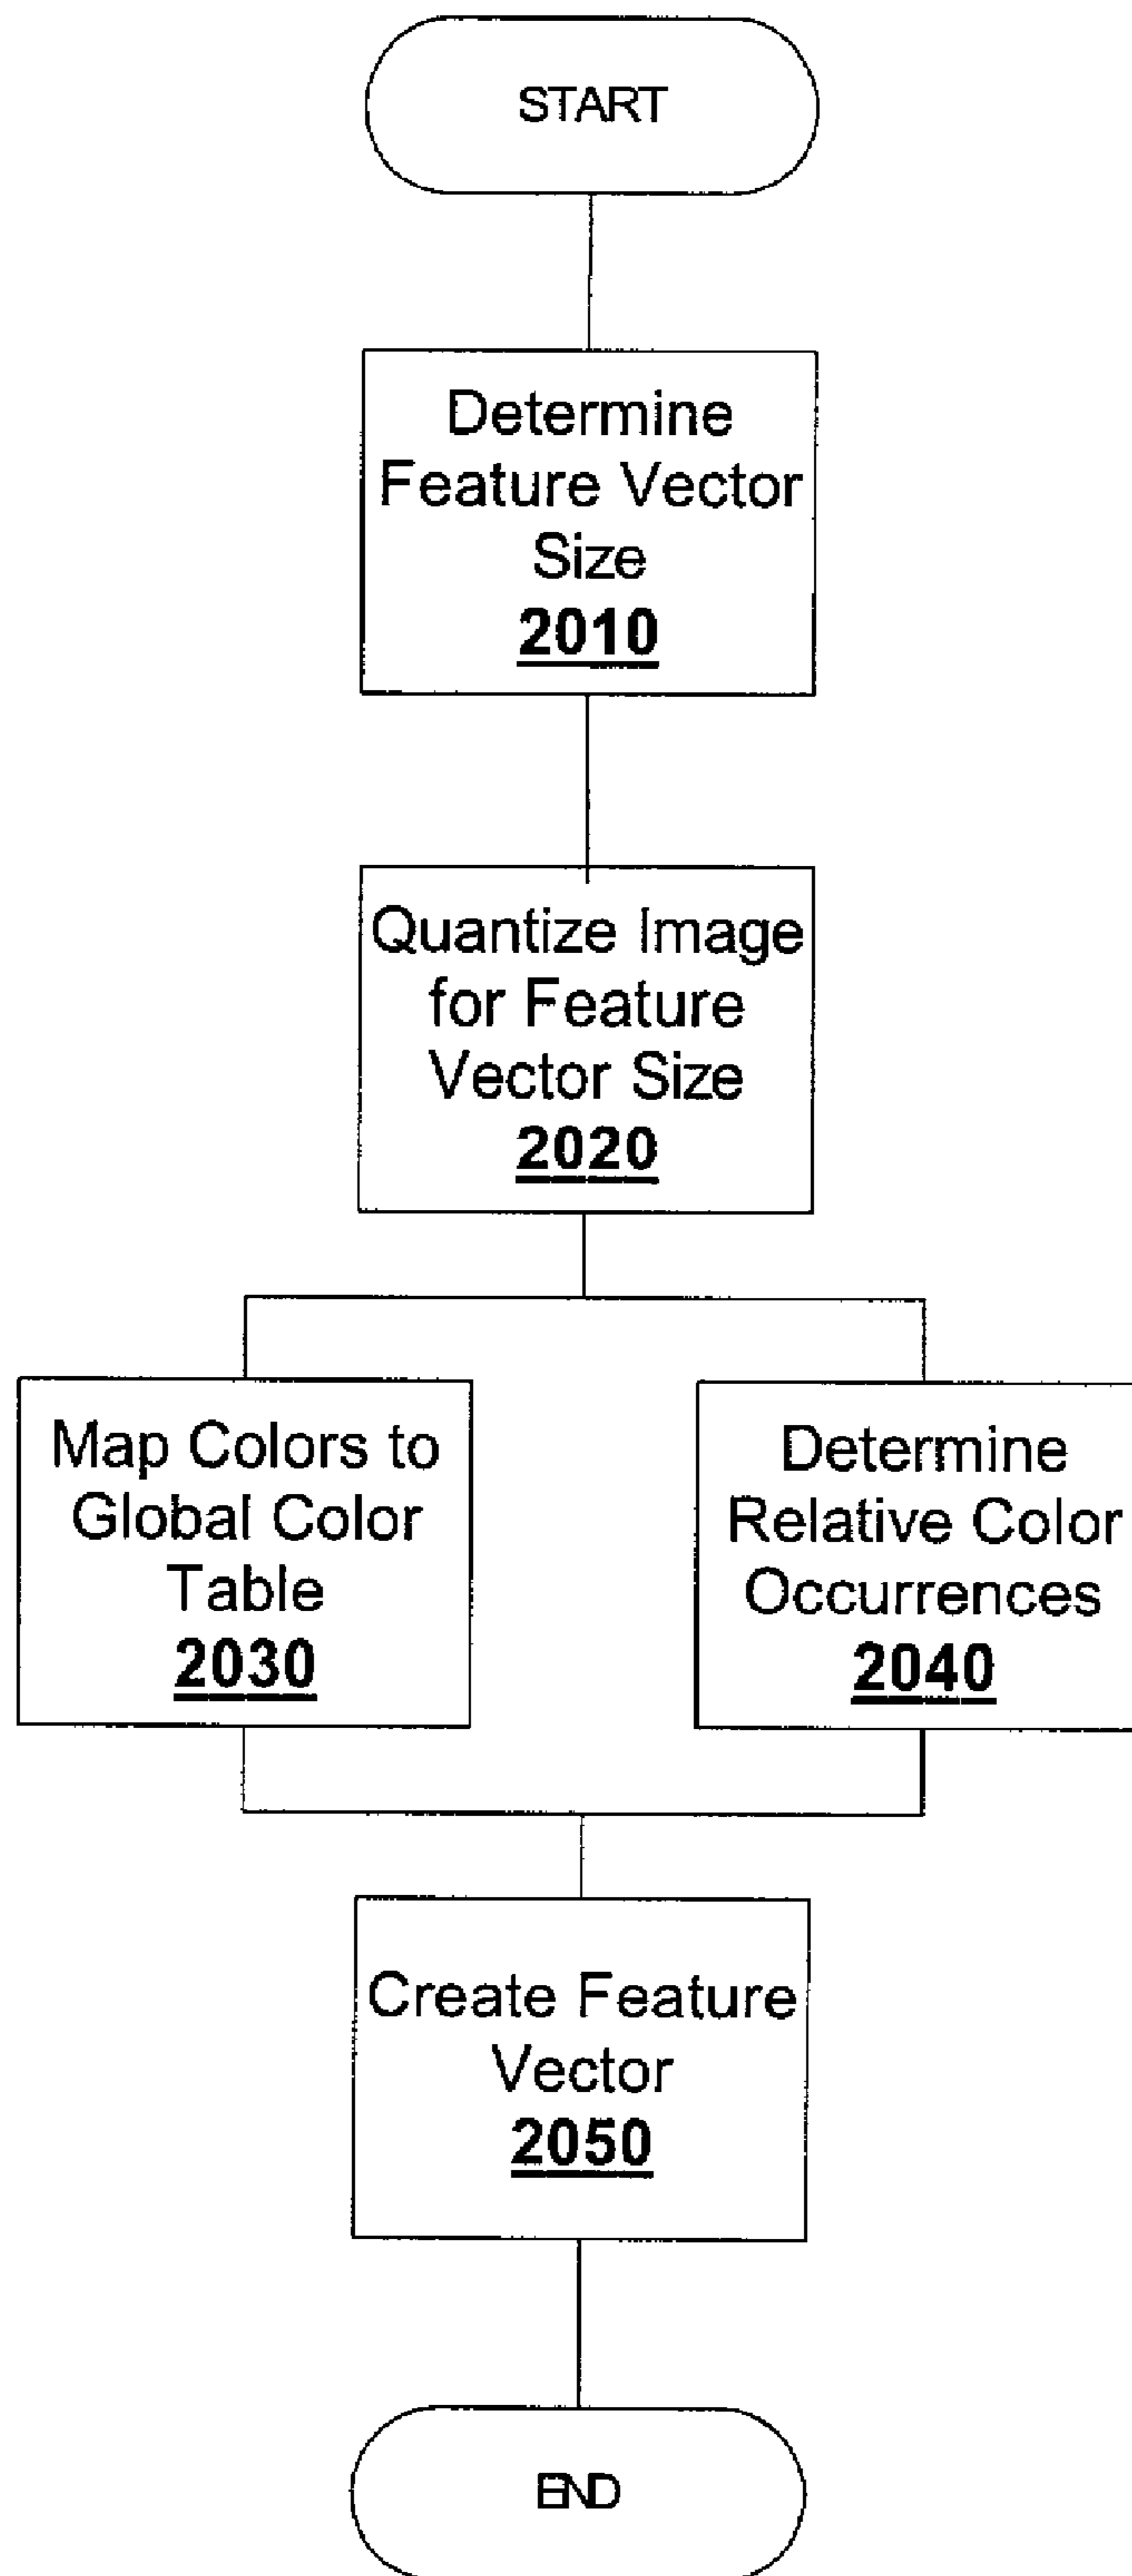 START
Determine
Feature Vector
Size
2010
Quantize Image
for Feature
Vector Size
2020
Map Colors to
Global Color
Table
2030
Determine
Relative Color
Occurrences
2040
Create Feature
Vector
2050
END